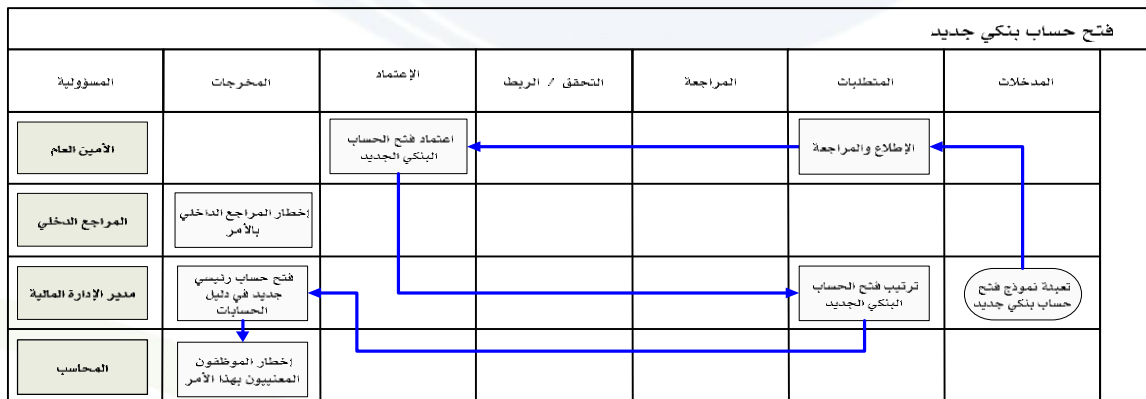 فتح حساب بنكي جديد
المدخلات
المتطلبات
المراجعة
التحقق / الربط
الإعتماد
المخرجات
المسؤولية
الإطلاع والمراجعة
اعتماد فتح الحساب
البنكي الجديد
الأمين العام
إخطار المراجع الداخلي
بالأمر
المراجع الدخلي
تعبئة نموذج فتح
حساب بنكي جديد
ترتيب فتح الحساب
البنكي الجديد
فتح حساب رئيسي
جديد في دليل
الحسابات
مدير الإدارة المالية
إخطار الموظفون
المعنييون بهذا الأمر
المحاسب